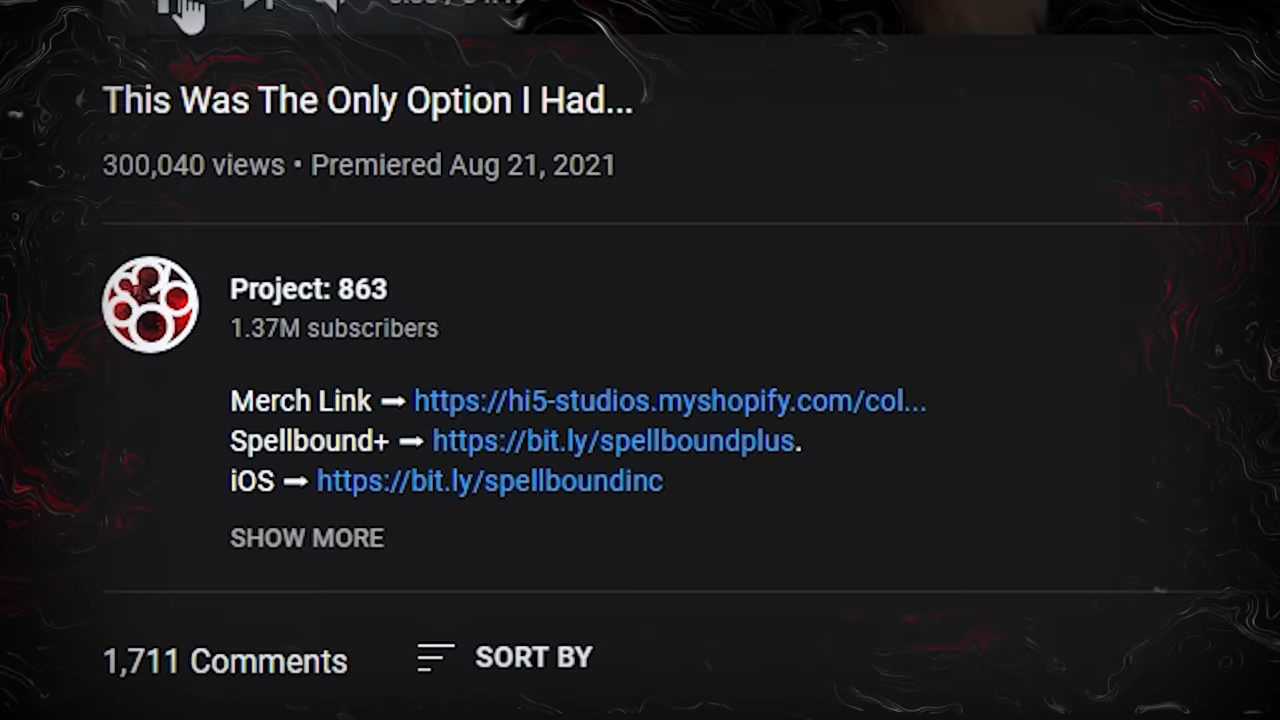 This Was The Only Option I Had...
300,040 views • Premiered Aug 21, 2021
Project: 863
1.37M subscribers
Merch Link ➞ https://hi5-studios.myshopify.com/col...
Spellbound+ ➞ https://bit.ly/spellboundplus.
iOS ➞ https://bit.ly/spellboundinc
SHOW MORE
1,711 Comments
SORT BY